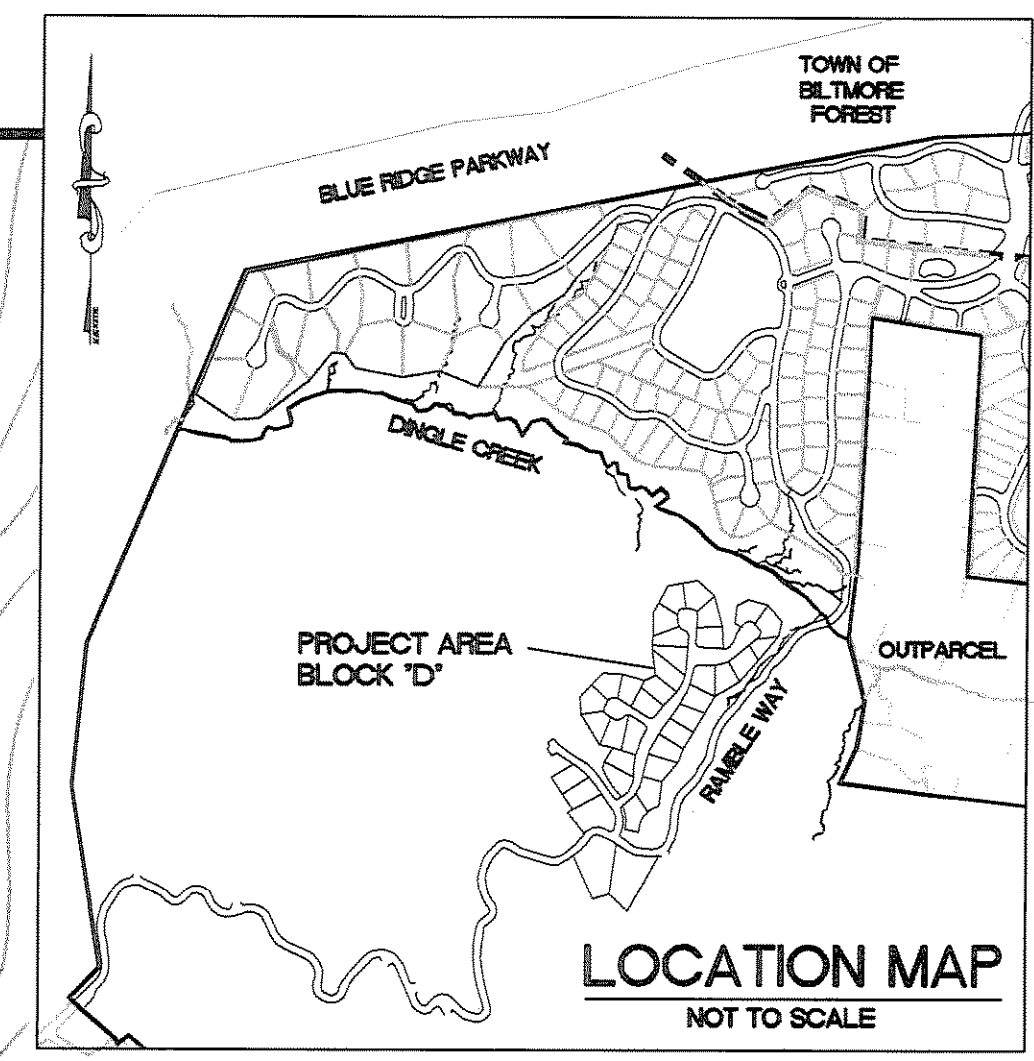 TOWN OF
BILTMORE
FOREST
BLUE RIDGE PARKWAY
DINGLE CREEK
PROJECT AREA
BLOCK "D"
OUTPARCEL
RAMBLE WAY
LOCATION MAP
NOT TO SCALE